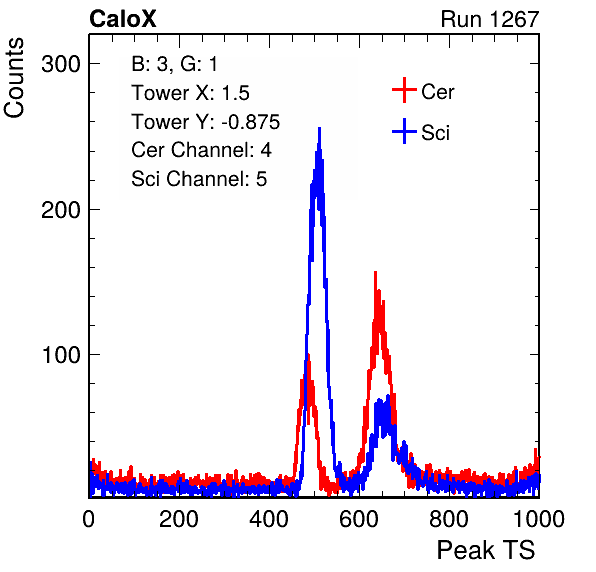 CaloX Run 1267
Counts
300
200
100
B: 3, G: 1
Tower X: 1.5
Tower Y: -0.875
Cer Channel: 4
Sci Channel: 5
Cer
Sci
0 200 400 600 800 1000
Peak TS